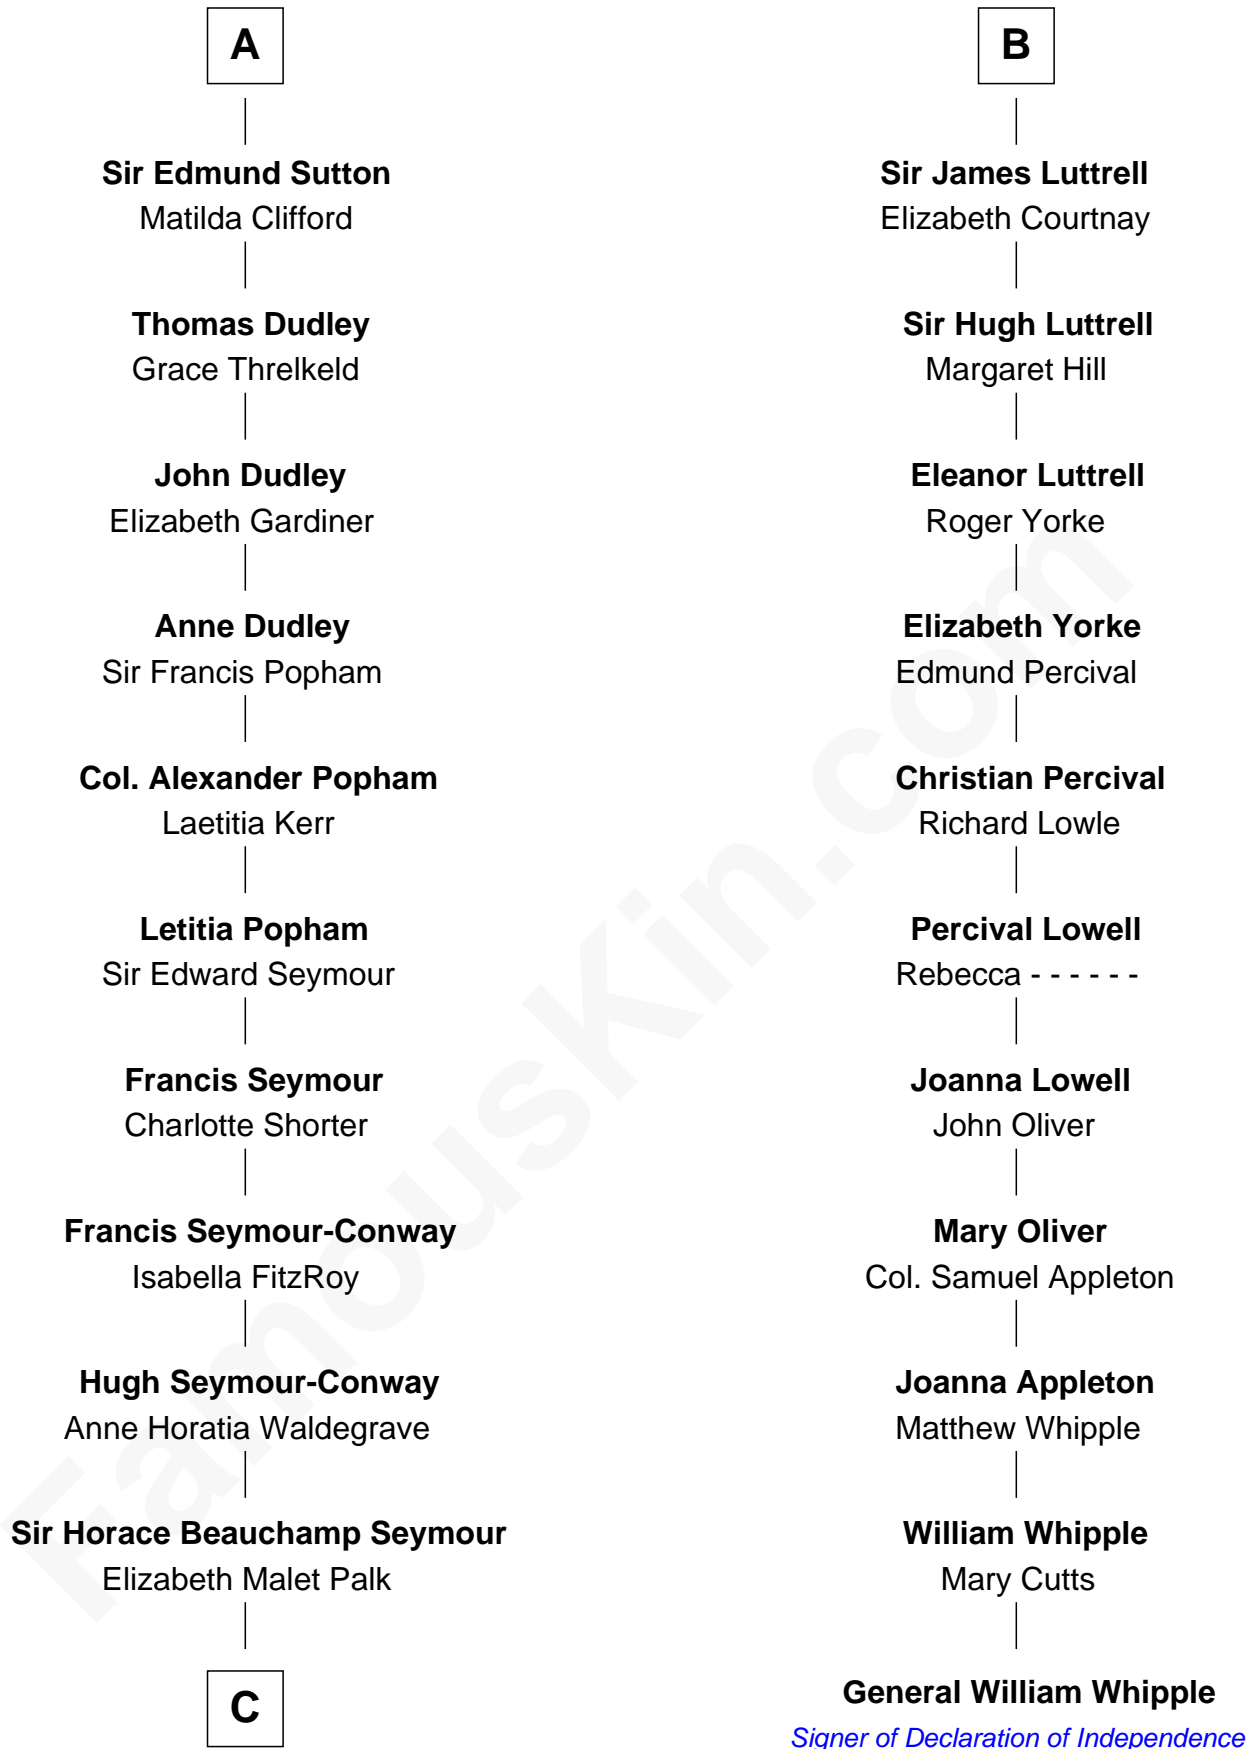 A
Sir Edmund Sutton
Matilda Clifford
Thomas Dudley
Grace Threlkeld
John Dudley
Elizabeth Gardiner
Anne Dudley
Sir Francis Popham
Col. Alexander Popham
Laetitia Kerr
Letitia Popham
Sir Edward Seymour
Francis Seymour
Charlotte Shorter
Francis Seymour-Conway
Isabella FitzRoy
Hugh Seymour-Conway
Anne Horatia Waldegrave
Sir Horace Beauchamp Seymour
Elizabeth Malet Palk
C
B
Sir James Luttrell
Elizabeth Courtnay
Sir Hugh Luttrell
Margaret Hill
Eleanor Luttrell
Roger Yorke
Elizabeth Yorke
Edmund Percival
Christian Percival
Richard Lowle
Percival Lowell
Rebecca - - - - - -
Joanna Lowell
John Oliver
Mary Oliver
Col. Samuel Appleton
Joanna Appleton
Matthew Whipple
William Whipple
Mary Cutts
General William Whipple
Signer of Declaration of Independence
FamousKin.com